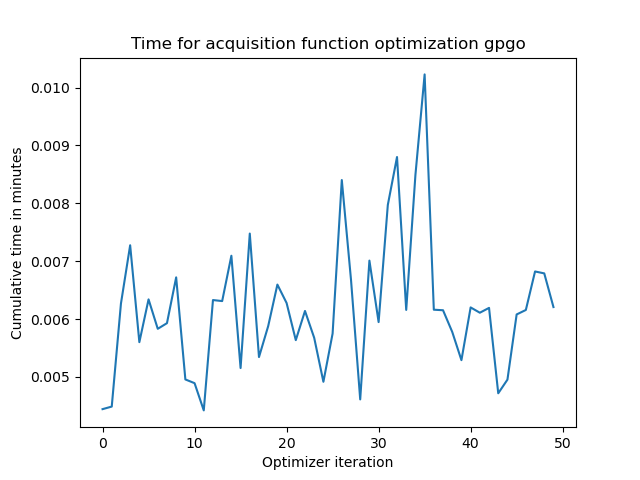 Time for acquisition function optimization gpgo
0.010
0.009
0.008
0.007
0.006
0.005
Cumulative time in minutes
0 10 20 30 40 50
Optimizer iteration